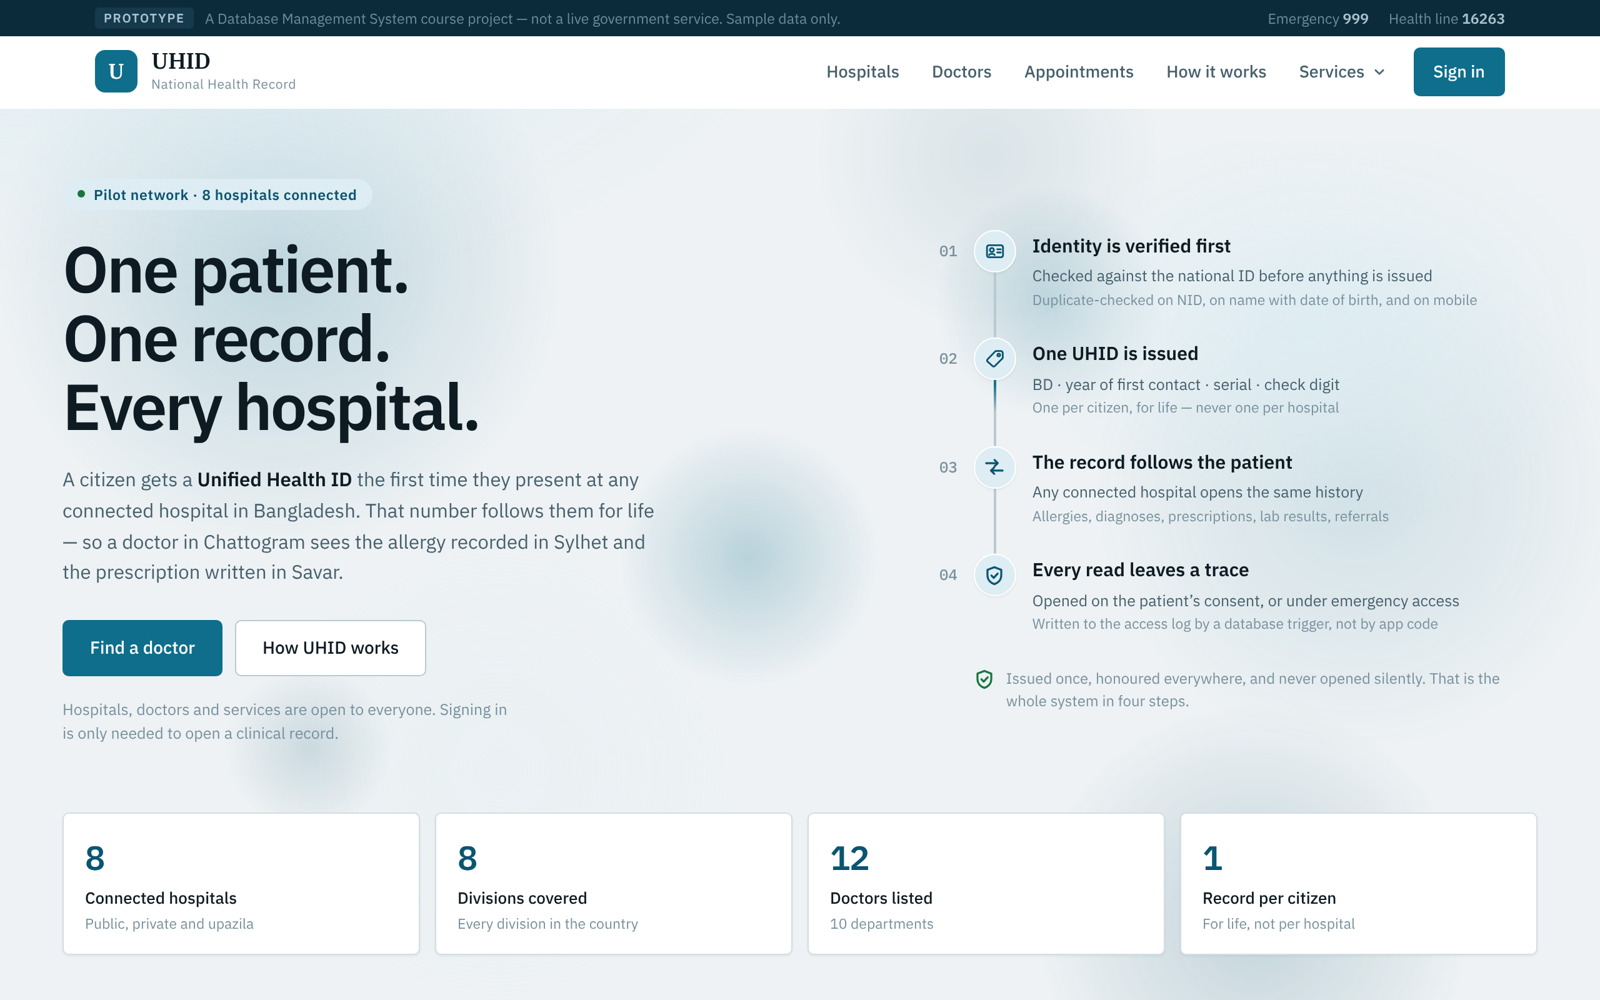 PROTOTYPE A Database Management System course project — not a live government service. Sample data only.
Emergency 999 Health line 16263
U
UHID
National Health Record
Hospitals Doctors Appointments How it works Services Sign in
Pilot network · 8 hospitals connected
One patient.
One record.
Every hospital.
A citizen gets a Unified Health ID the first time they present at any
connected hospital in Bangladesh. That number follows them for life
— so a doctor in Chattogram sees the allergy recorded in Sylhet and
the prescription written in Savar.
Find a doctor
How UHID works
Hospitals, doctors and services are open to everyone. Signing in
is only needed to open a clinical record.
01
Identity is verified first
Checked against the national ID before anything is issued
Duplicate-checked on NID, on name with date of birth, and on mobile
02
One UHID is issued
BD · year of first contact · serial · check digit
One per citizen, for life — never one per hospital
03
The record follows the patient
Any connected hospital opens the same history
Allergies, diagnoses, prescriptions, lab results, referrals
04
Every read leaves a trace
Opened on the patient’s consent, or under emergency access
Written to the access log by a database trigger, not by app code
Issued once, honoured everywhere, and never opened silently. That is the
whole system in four steps.
8
Connected hospitals
Public, private and upazila
8
Divisions covered
Every division in the country
12
Doctors listed
10 departments
1
Record per citizen
For life, not per hospital